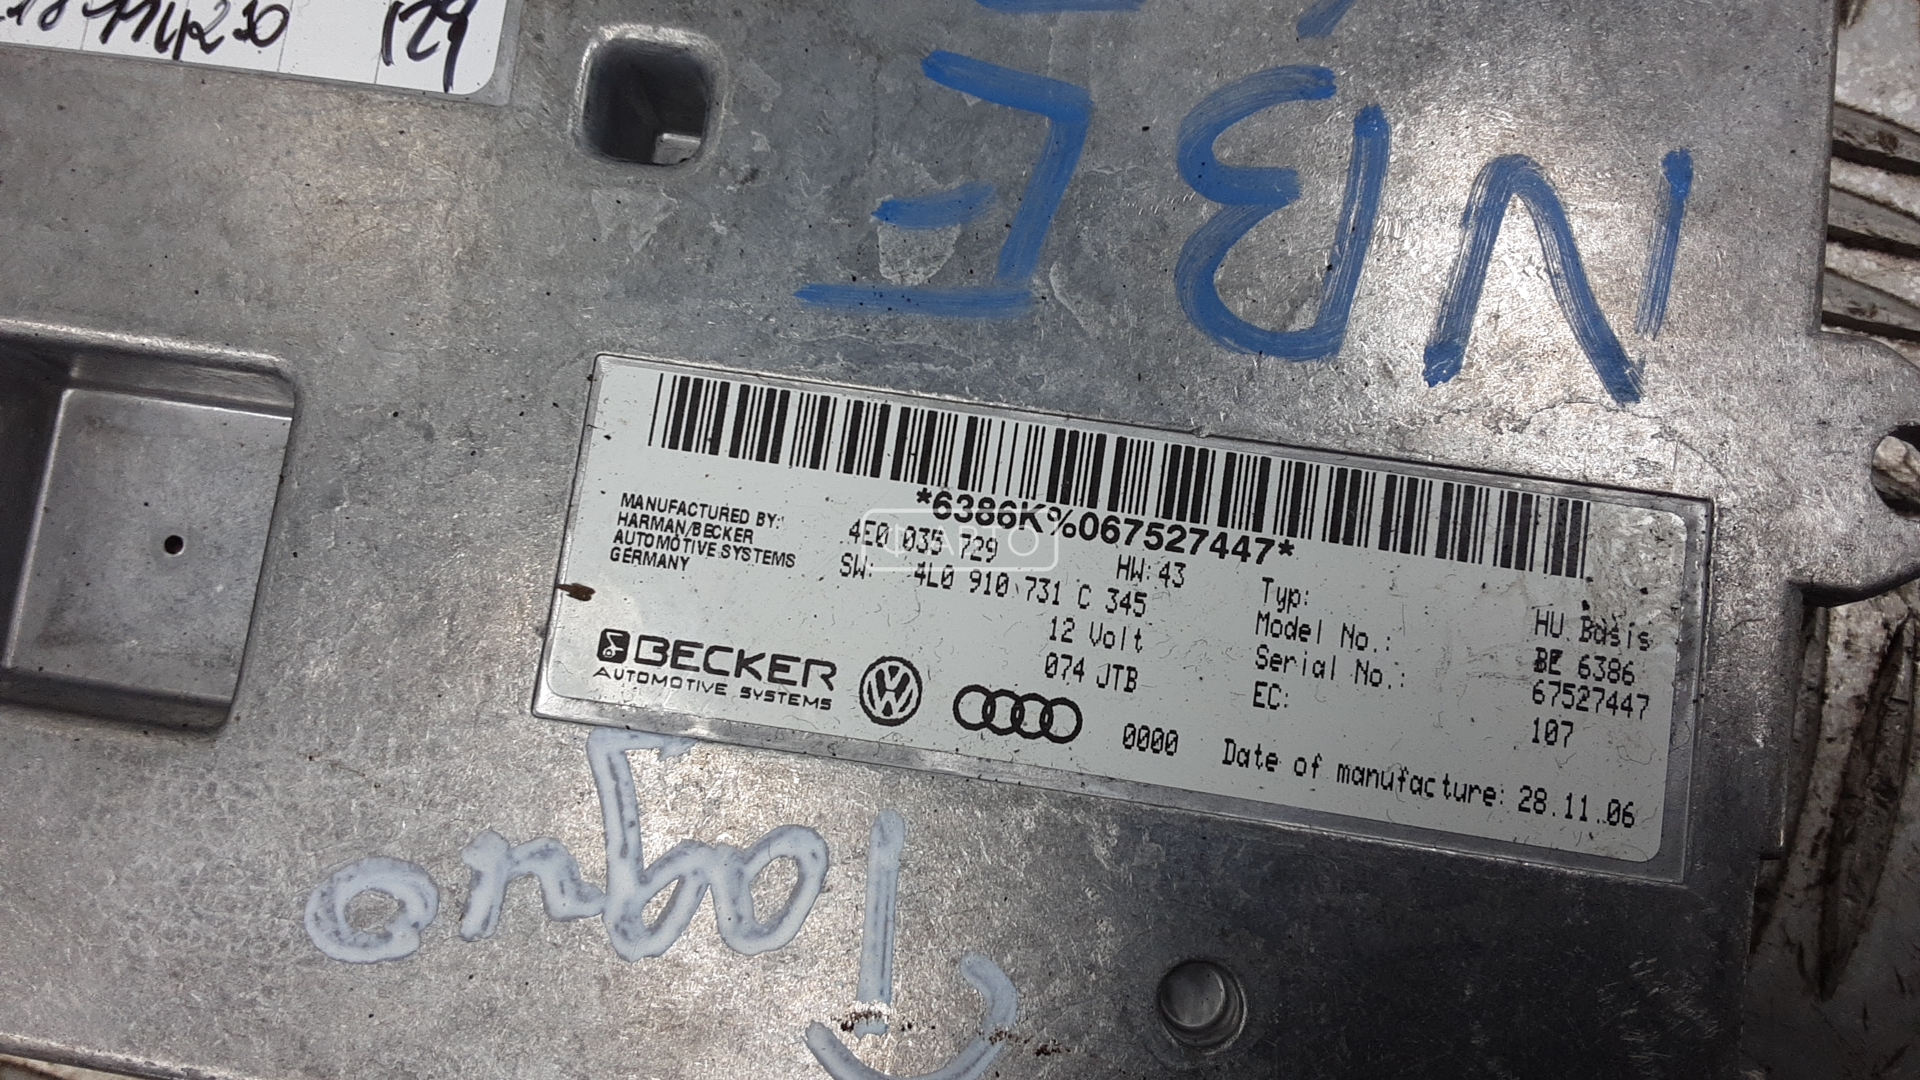 129
*6386K%067527447*
MANUFACTURED BY:
HARMAN/BECKER
AUTOMOTIVE SYSTEMS
GERMANY
4E0 035 729
HW: 43
SW: 4L0 910 731 C 345
12 Volt
074 JTB
Typ: HU Basis
Model No.: BE 6386
Serial No.: 67527447
EC: 107
BECKER
AUTOMOTIVE SYSTEMS
0000
Date of manufacture: 28.11.06